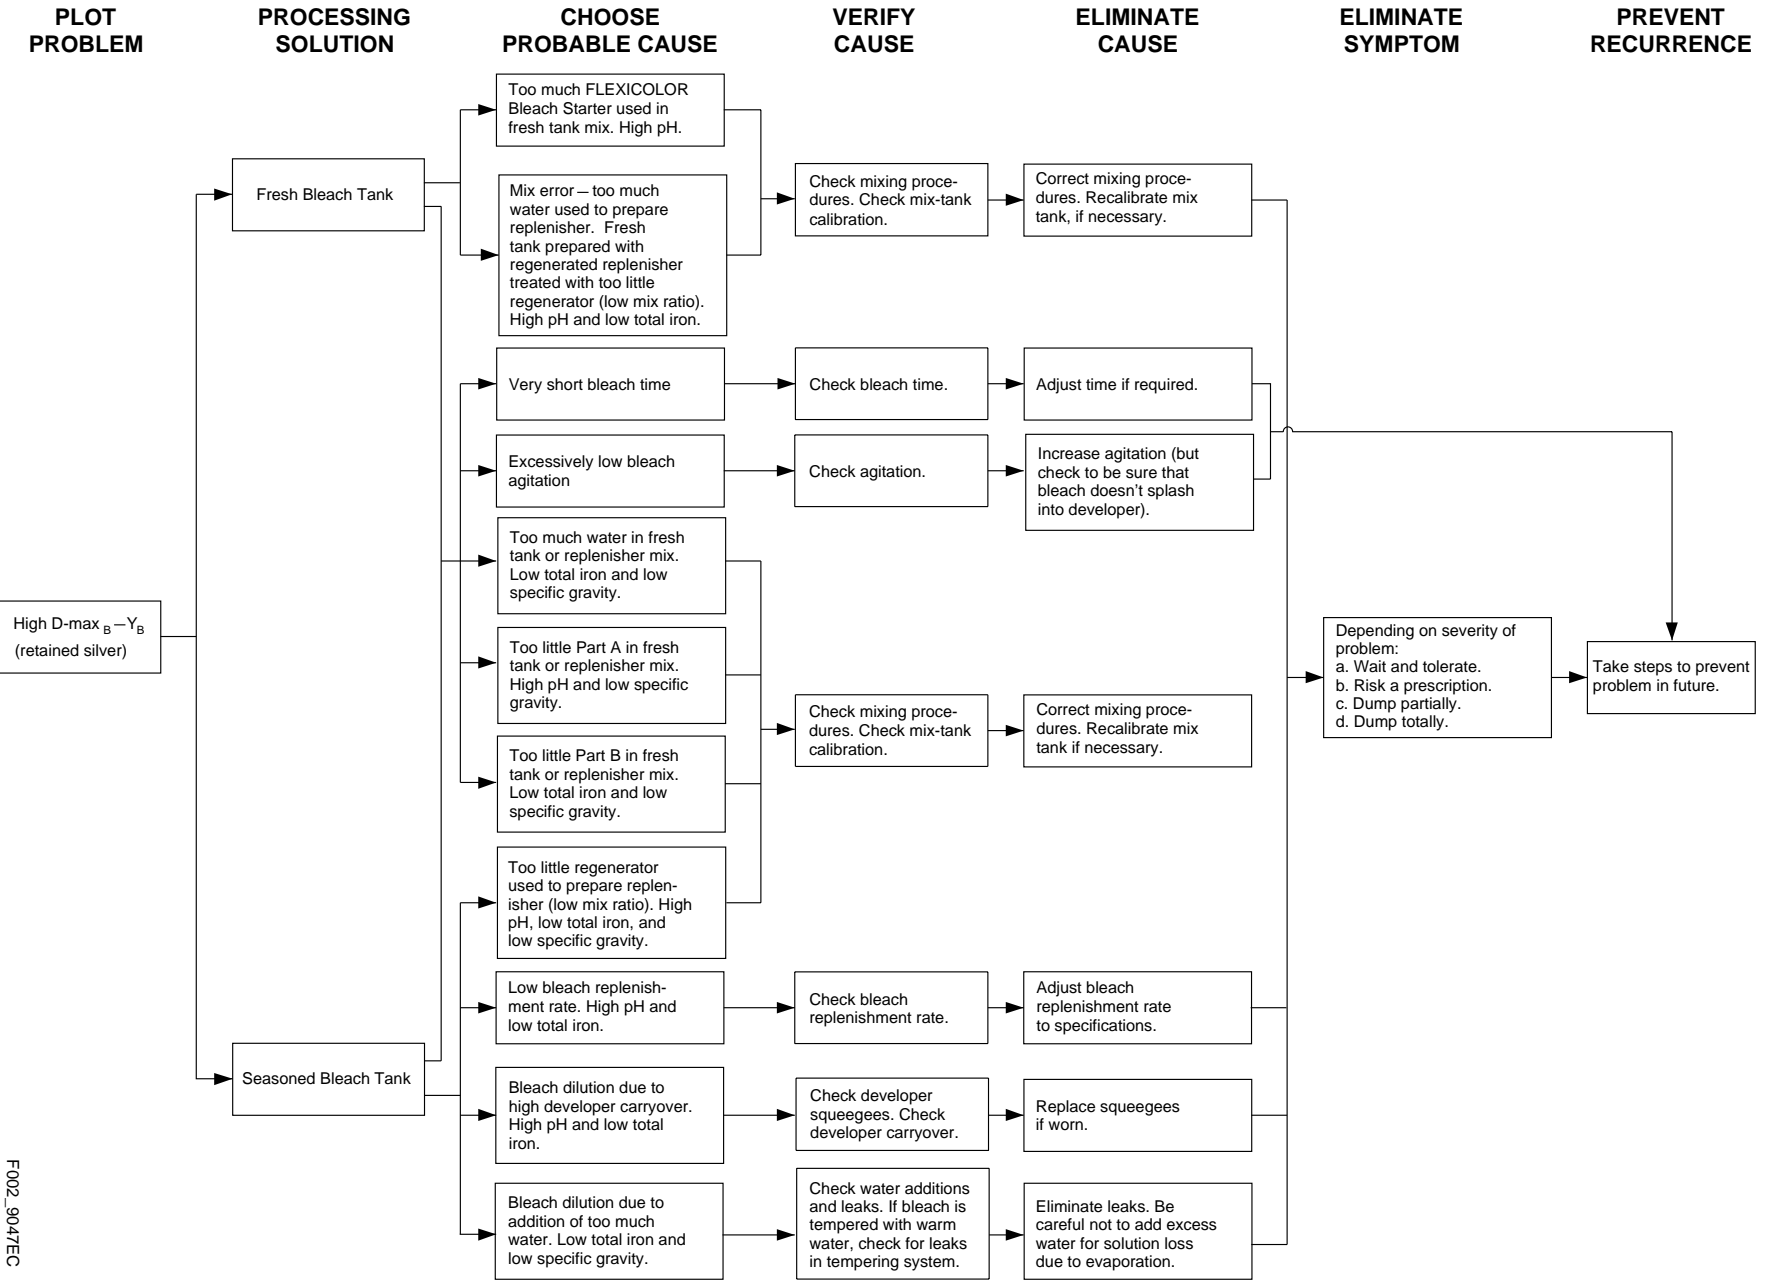 PLOT
PROBLEM
PROCESSING
SOLUTION
CHOOSE
PROBABLE CAUSE
VERIFY
CAUSE
ELIMINATE
CAUSE
ELIMINATE
SYMPTOM
PREVENT
RECURRENCE
High D-max B—YB
(retained silver)
Fresh Bleach Tank
Seasoned Bleach Tank
Too much FLEXICOLOR
Bleach Starter used in
fresh tank mix. High pH.
Mix error—too much
water used to prepare
replenisher. Fresh
tank prepared with
regenerated replenisher
treated with too little
regenerator (low mix ratio).
High pH and low total iron.
Check mixing proce-
dures. Check mix-tank
calibration.
Correct mixing proce-
dures. Recalibrate mix
tank, if necessary.
Very short bleach time
Check bleach time.
Adjust time if required.
Excessively low bleach
agitation
Check agitation.
Increase agitation (but
check to be sure that
bleach doesn't splash
into developer).
Too much water in fresh
tank or replenisher mix.
Low total iron and low
specific gravity.
Too little Part A in fresh
tank or replenisher mix.
High pH and low specific
gravity.
Too little Part B in fresh
tank or replenisher mix.
Low total iron and low
specific gravity.
Too little regenerator
used to prepare replen-
isher (low mix ratio). High
pH, low total iron, and
low specific gravity.
Check mixing proce-
dures. Check mix-tank
calibration.
Correct mixing proce-
dures. Recalibrate mix
tank if necessary.
Low bleach replenish-
ment rate. High pH and
low total iron.
Check bleach
replenishment rate.
Adjust bleach
replenishment rate
to specifications.
Bleach dilution due to
high developer carryover.
High pH and low total
iron.
Check developer
squeegees. Check
developer carryover.
Replace squeegees
if worn.
Bleach dilution due to
addition of too much
water. Low total iron and
low specific gravity.
Check water additions
and leaks. If bleach is
tempered with warm
water, check for leaks
in tempering system.
Eliminate leaks. Be
careful not to add excess
water for solution loss
due to evaporation.
Depending on severity of
problem:
a. Wait and tolerate.
b. Risk a prescription.
c. Dump partially.
d. Dump totally.
Take steps to prevent
problem in future.
F002_9047EC